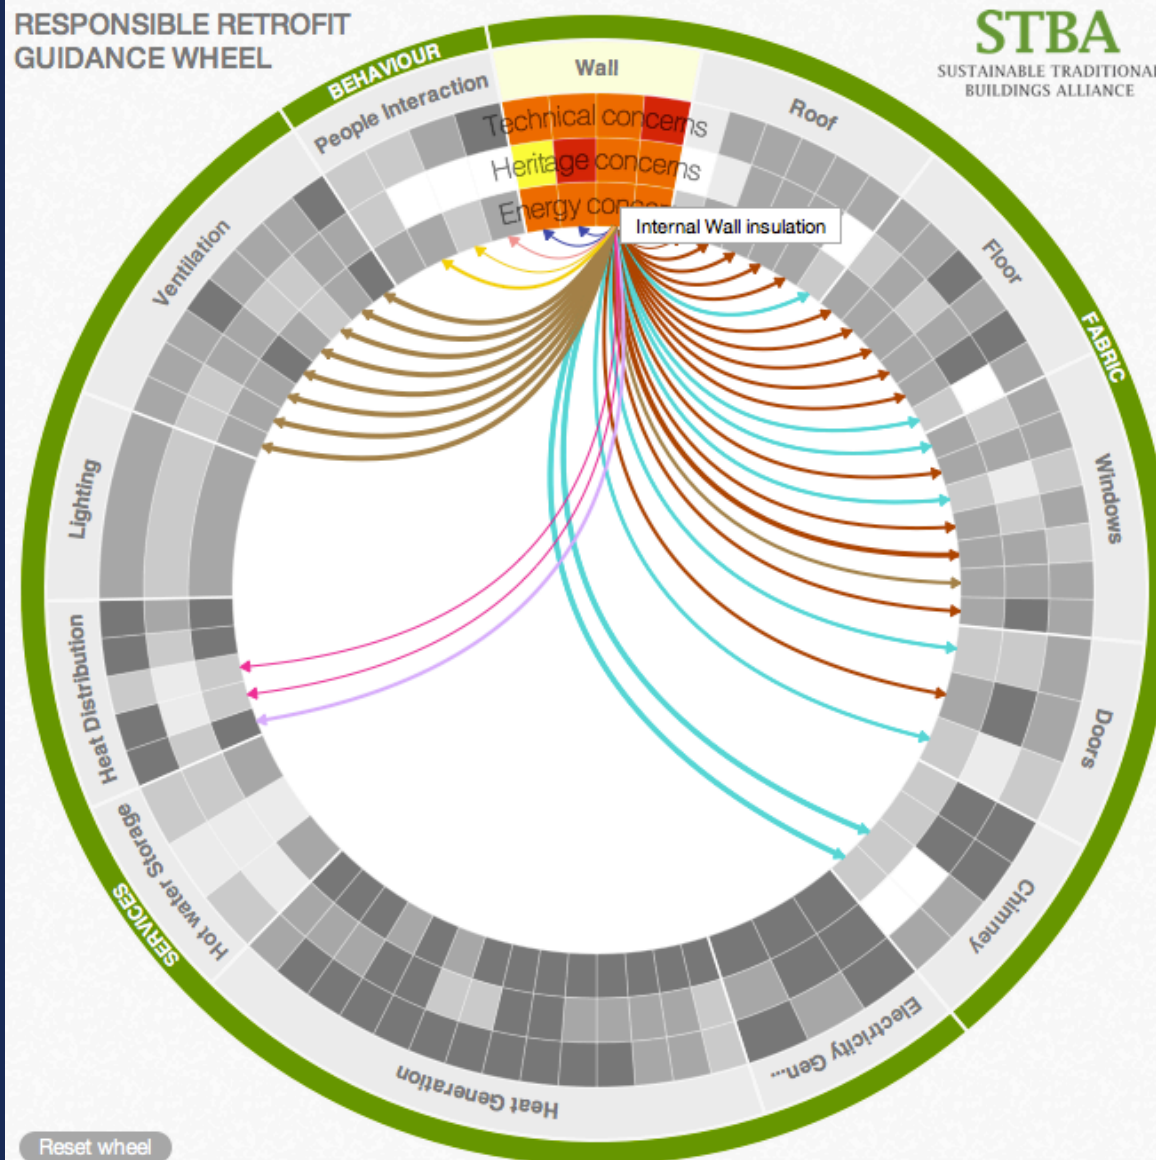 RESPONSIBLE RETROFIT
GUIDANCE WHEEL
STBA
SUSTAINABLE TRADITIONAL
BUILDINGS ALLIANCE
BEHAVIOUR
People Interaction
Wall
Roof
Technical concerns
Heritage concerns
Energy conce
Internal Wall insulation
Ventilation
Floor
FABRIC
Lighting
Windows
Heat Distribution
Doors
Hot water Storage
Chimney
SERVICES
Electricity Gen...
Heat Generation
Reset wheel